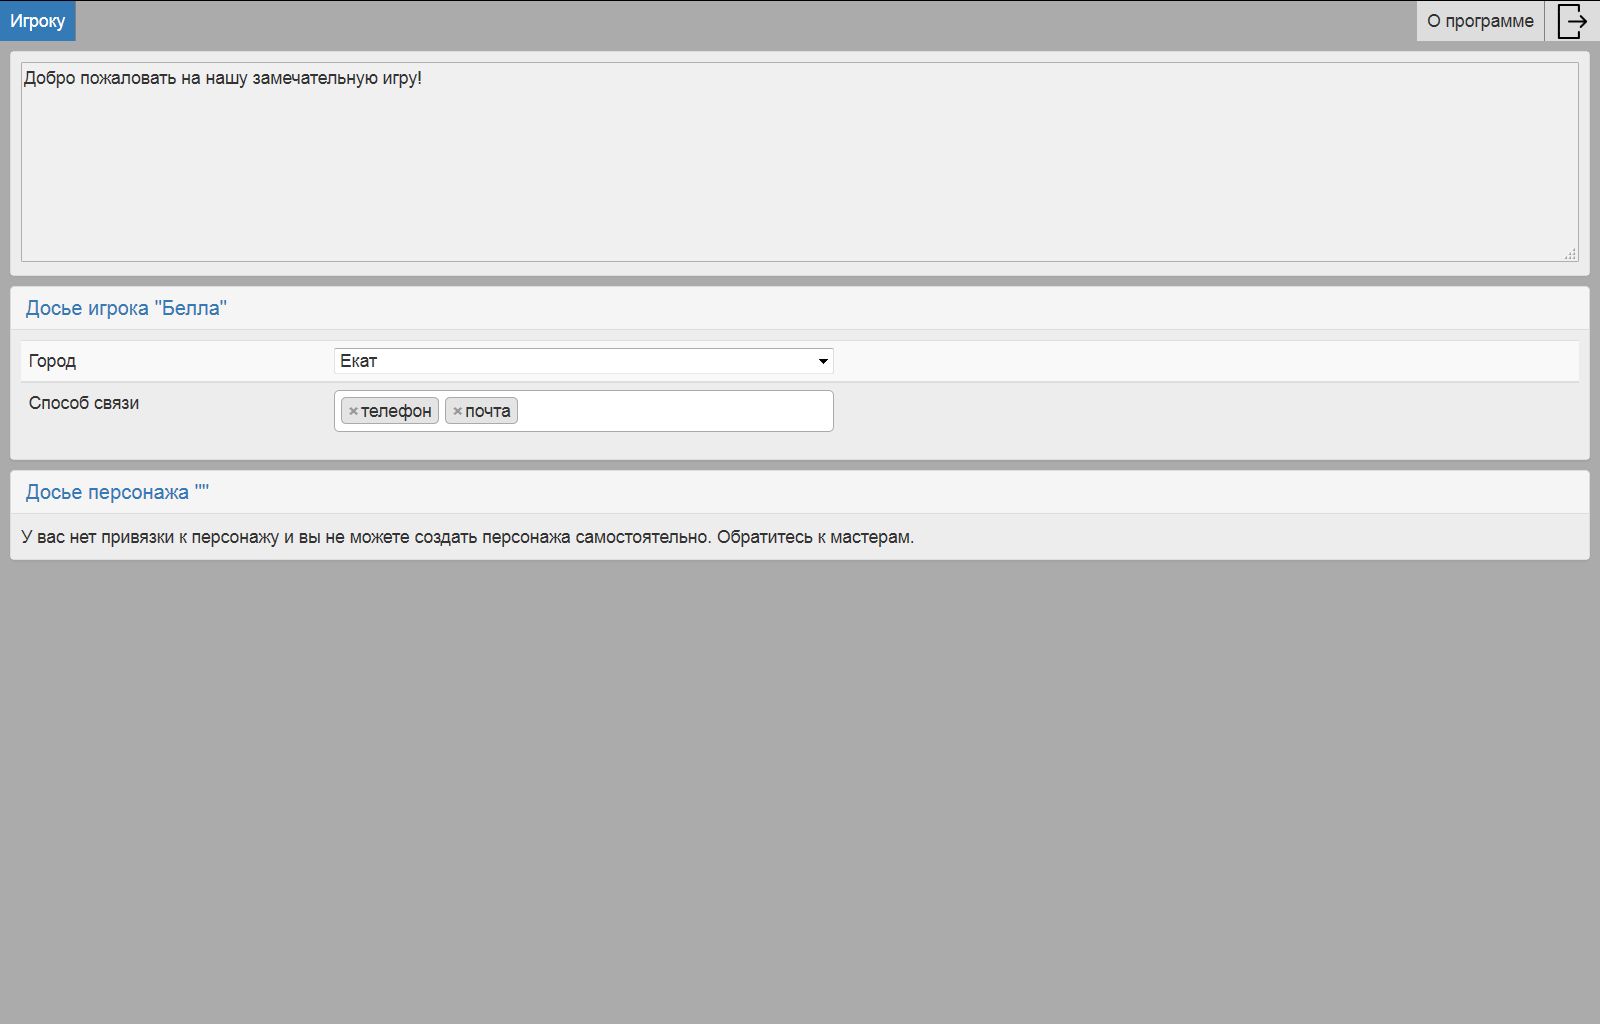 Игроку
О программе
Добро пожаловать на нашу замечательную игру!
Досье игрока "Белла"
Город
Екат
Способ связи
×телефон ×почта
Досье персонажа ""
У вас нет привязки к персонажу и вы не можете создать персонажа самостоятельно. Обратитесь к мастерам.